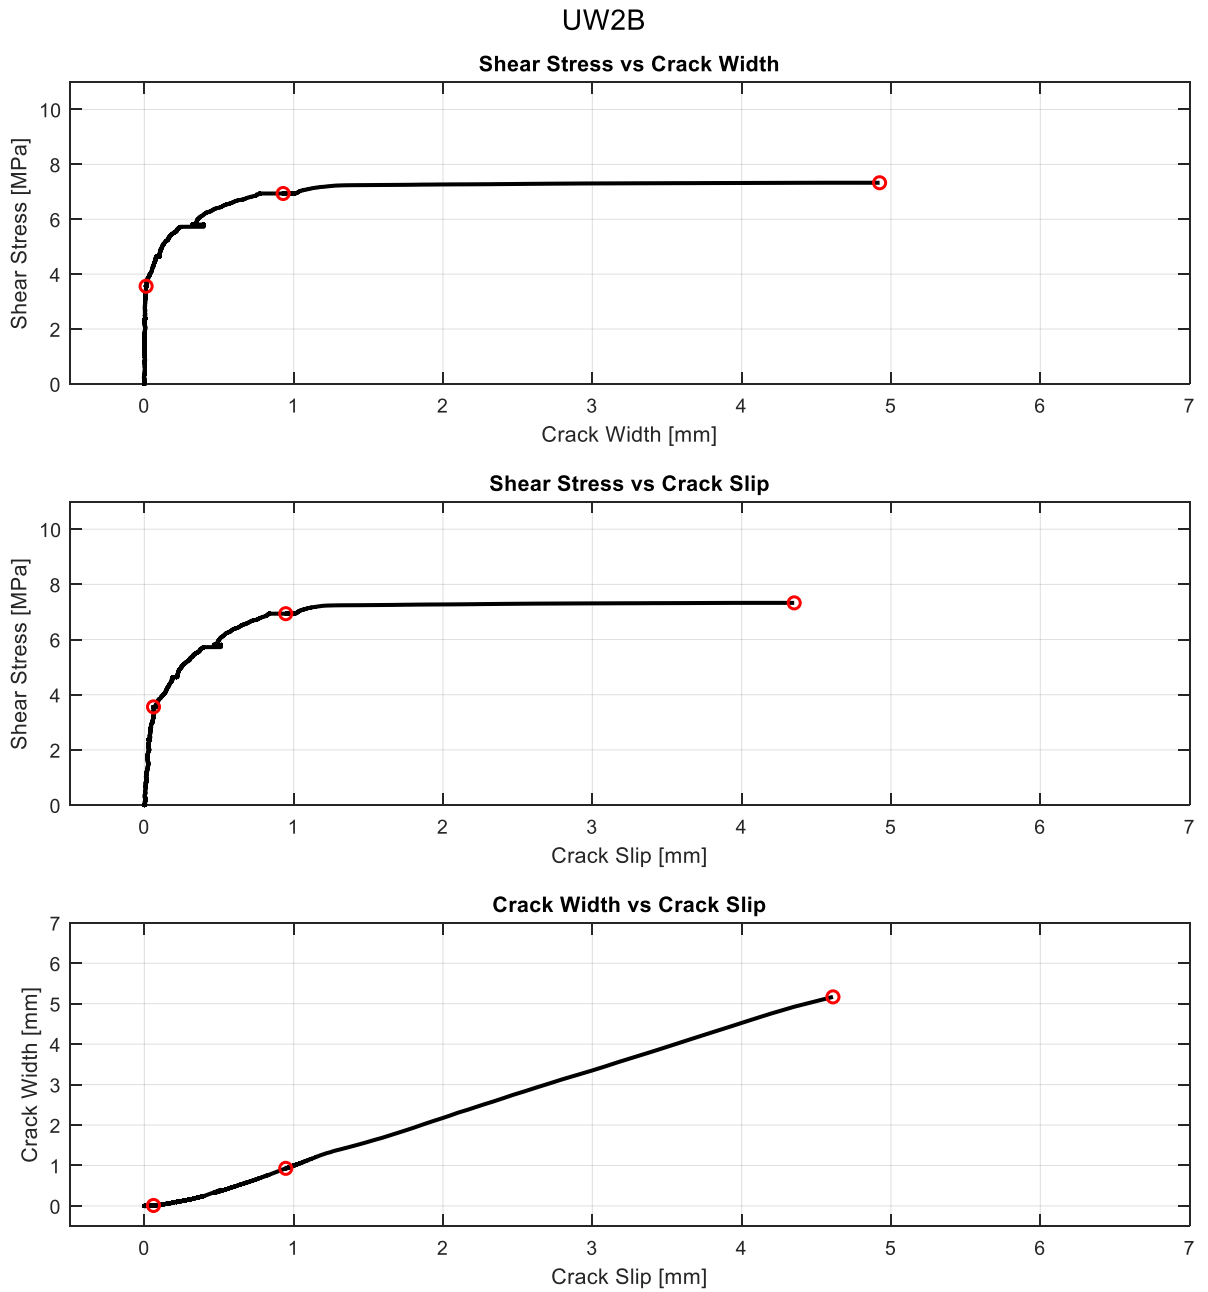 UW2B
Shear Stress vs Crack Width
Shear Stress [MPa]
10
8
6
4
2
0
0 1 2 3 4 5 6 7
Crack Width [mm]
Shear Stress vs Crack Slip
Shear Stress [MPa]
10
8
6
4
2
0
0 1 2 3 4 5 6 7
Crack Slip [mm]
Crack Width vs Crack Slip
Crack Width [mm]
7
6
5
4
3
2
1
0
0 1 2 3 4 5 6 7
Crack Slip [mm]